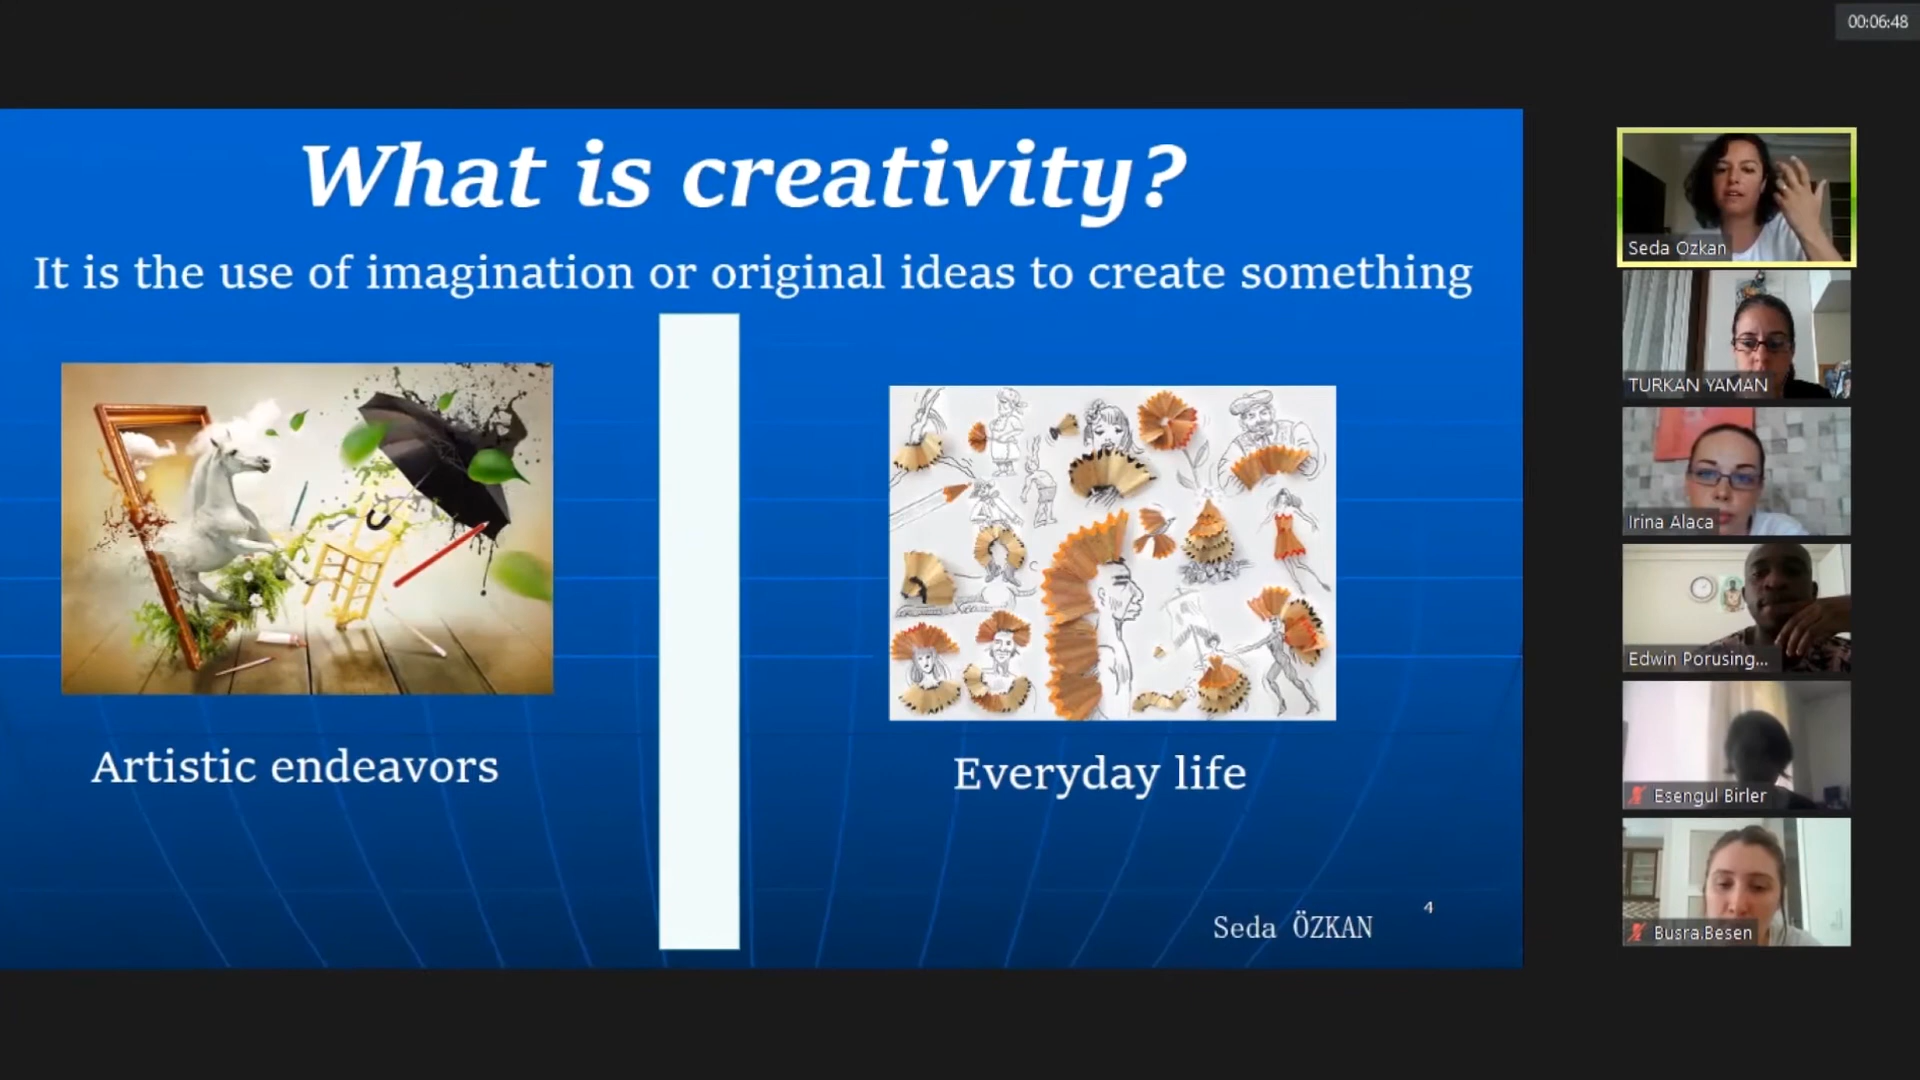 00:06:48
What is creativity?
It is the use of imagination or original ideas to create something
Artistic endeavors
Everyday life
Seda ÖZKAN
4
Seda Ozkan
TURKAN YAMAN
Irina Alaca
Edwin Porusing...
Esengul Birler
Busra.Besen